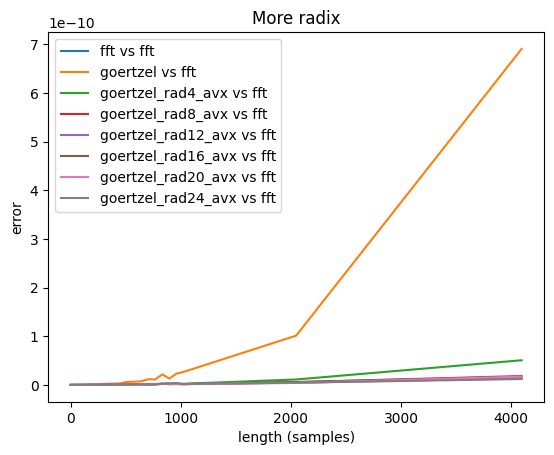 More radix
1e−10
7
6
5
4
3
2
1
0
error
fft vs fft
goertzel vs fft
goertzel_rad4_avx vs fft
goertzel_rad8_avx vs fft
goertzel_rad12_avx vs fft
goertzel_rad16_avx vs fft
goertzel_rad20_avx vs fft
goertzel_rad24_avx vs fft
0 1000 2000 3000 4000
length (samples)